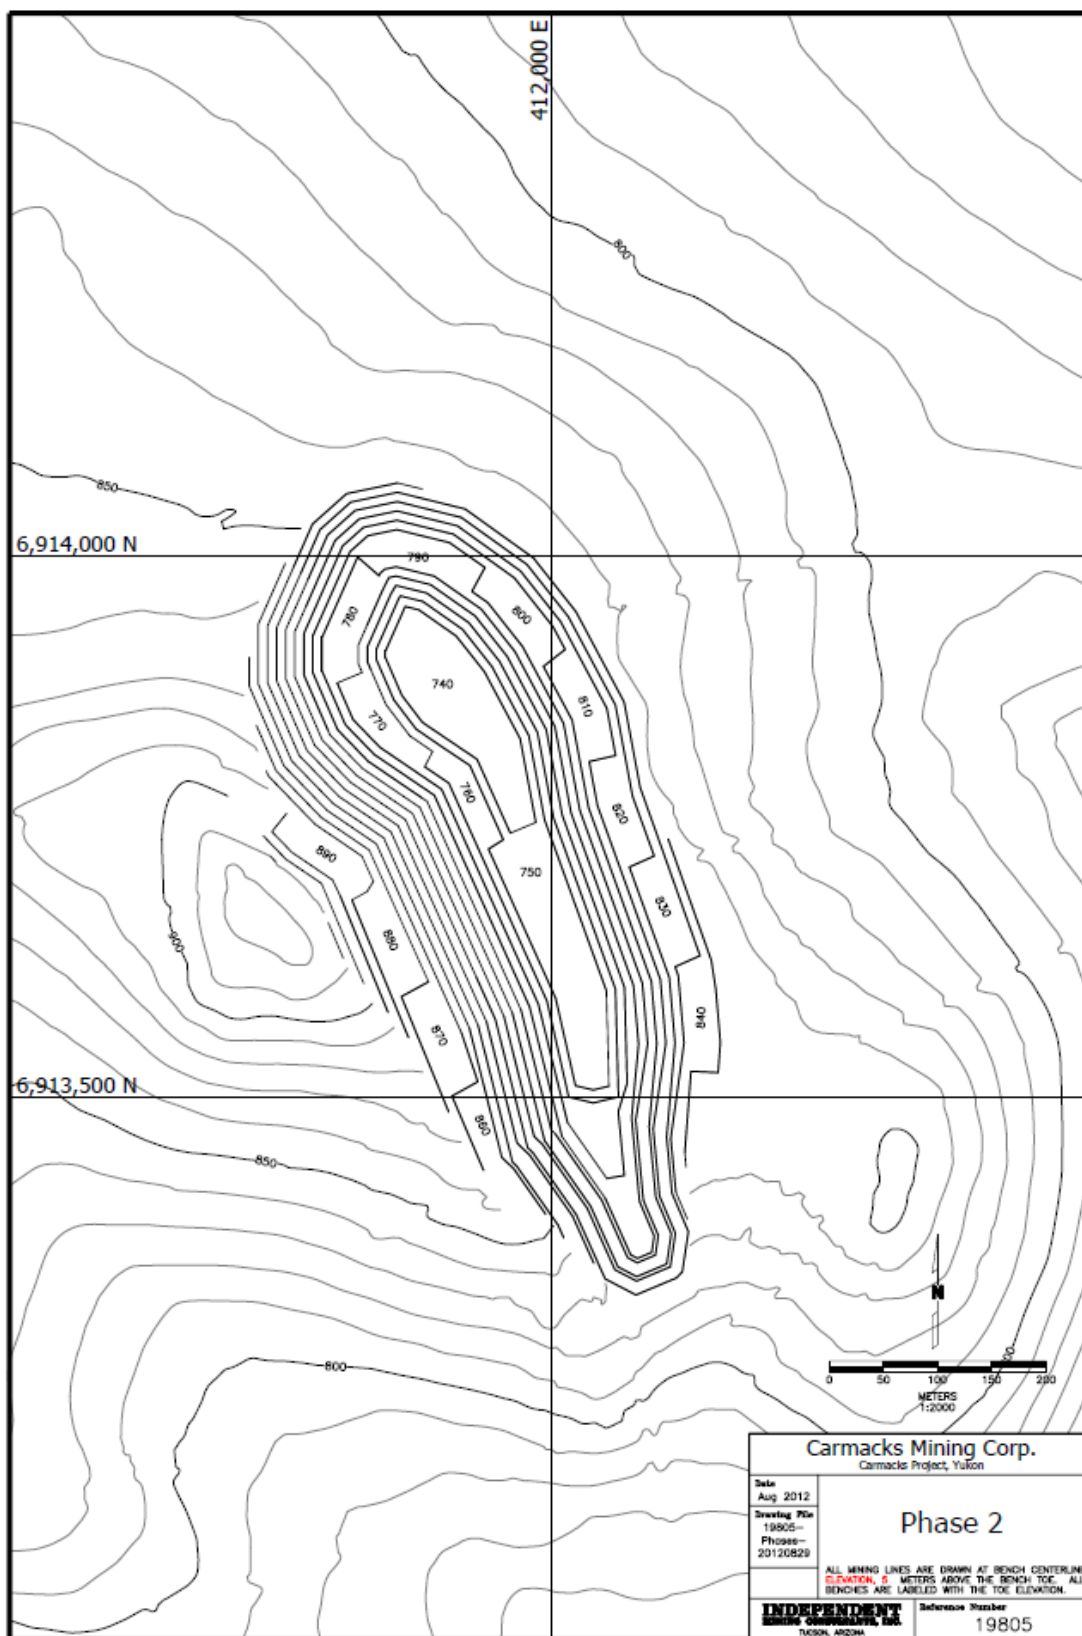 412,000 E
800
850
6,914,000 N
790
780
800
740
770
810
760
820
750
890
830
900
880
840
870
6,913,500 N
860
850
N
800
0 50 100 150 200
METERS
1:2000
Carmacks Mining Corp.
Carmacks Project, Yukon
Date
Aug 2012
Drawing File
19805-
Phases-
20120829
Phase 2
ALL MINING LINES ARE DRAWN AT BENCH CENTERLINE
ELEVATION, 5 METERS ABOVE THE BENCH TOE. ALL
BENCHES ARE LABELED WITH THE TOE ELEVATION.
INDEPENDENT
MINING CONSULTANTS, INC.
TUCSON, ARIZONA
Reference Number
19805